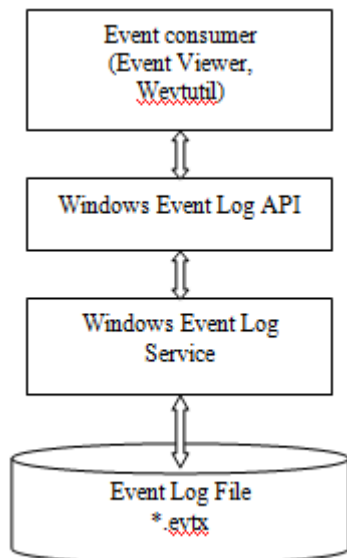 Event consumer
(Event Viewer,
Wevtutil)
Windows Event Log API
Windows Event Log
Service
Event Log File
*.evtx